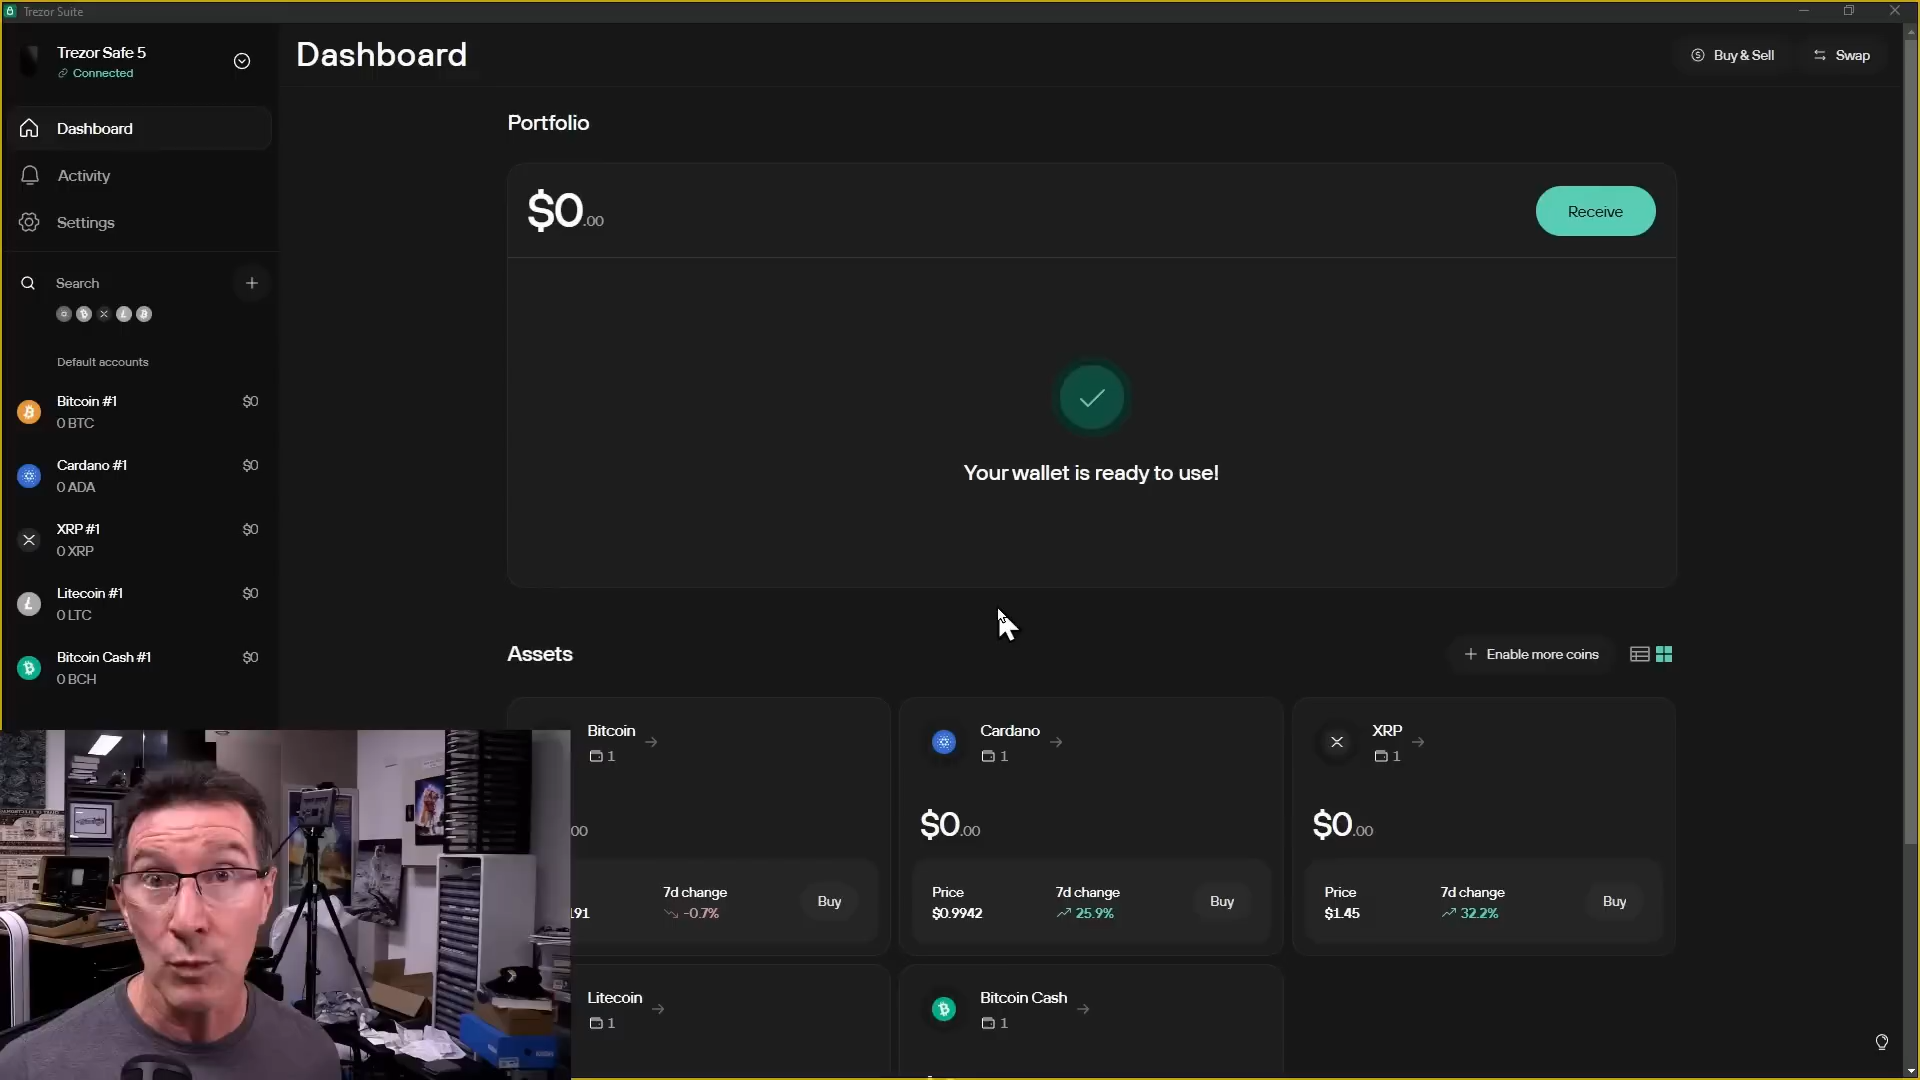 Trezor Suite
Trezor Safe 5
Connected
Dashboard
Activity
Settings
Search
Default accounts
Bitcoin #1
$0
0 BTC
Cardano #1
$0
0 ADA
XRP #1
$0
0 XRP
Litecoin #1
$0
0 LTC
Bitcoin Cash #1
$0
0 BCH
Dashboard
Buy & Sell
Swap
Portfolio
$0.00
Receive
Your wallet is ready to use!
Assets
Enable more coins
Bitcoin
1
00
7d change
191
-0.7%
Buy
Cardano
1
$0.00
Price
7d change
$0.9942
25.9%
Buy
XRP
1
$0.00
Price
7d change
$1.45
32.2%
Buy
Litecoin
1
Bitcoin Cash
1